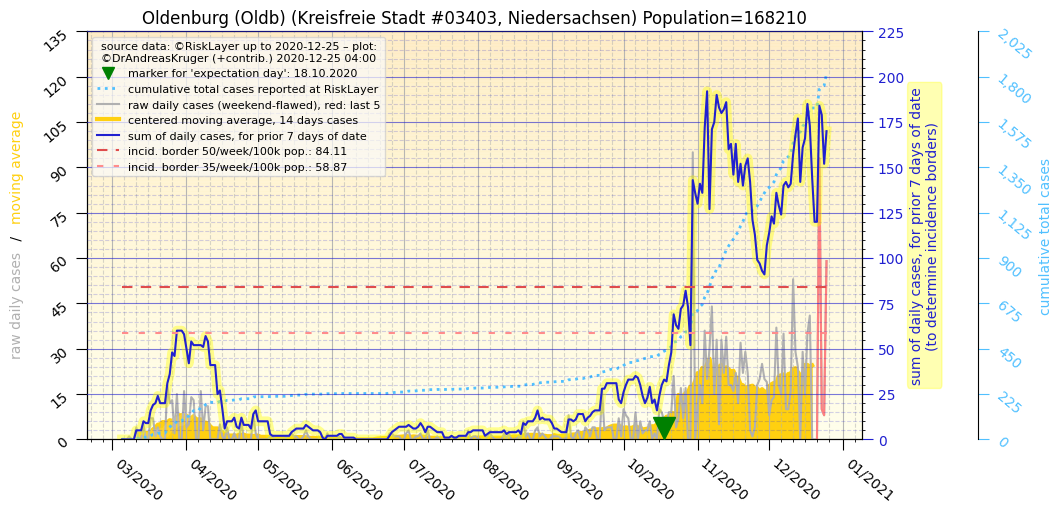 Oldenburg (Oldb) (Kreisfreie Stadt #03403, Niedersachsen) Population=168210
source data: ©RiskLayer up to 2020-12-25 – plot:
©DrAndreasKruger (+contrib.) 2020-12-25 04:00
marker for 'expectation day': 18.10.2020
cumulative total cases reported at RiskLayer
raw daily cases (weekend-flawed), red: last 5
centered moving average, 14 days cases
sum of daily cases, for prior 7 days of date
incid. border 50/week/100k pop.: 84.11
incid. border 35/week/100k pop.: 58.87
raw daily cases / moving average
135
120
105
90
75
60
45
30
15
0
03/2020
04/2020
05/2020
06/2020
07/2020
08/2020
09/2020
10/2020
11/2020
12/2020
01/2021
225
200
175
150
125
100
75
50
25
0
sum of daily cases, for prior 7 days of date
(to determine incidence borders)
2,025
1,800
1,575
1,350
1,125
900
675
450
225
0
cumulative total cases